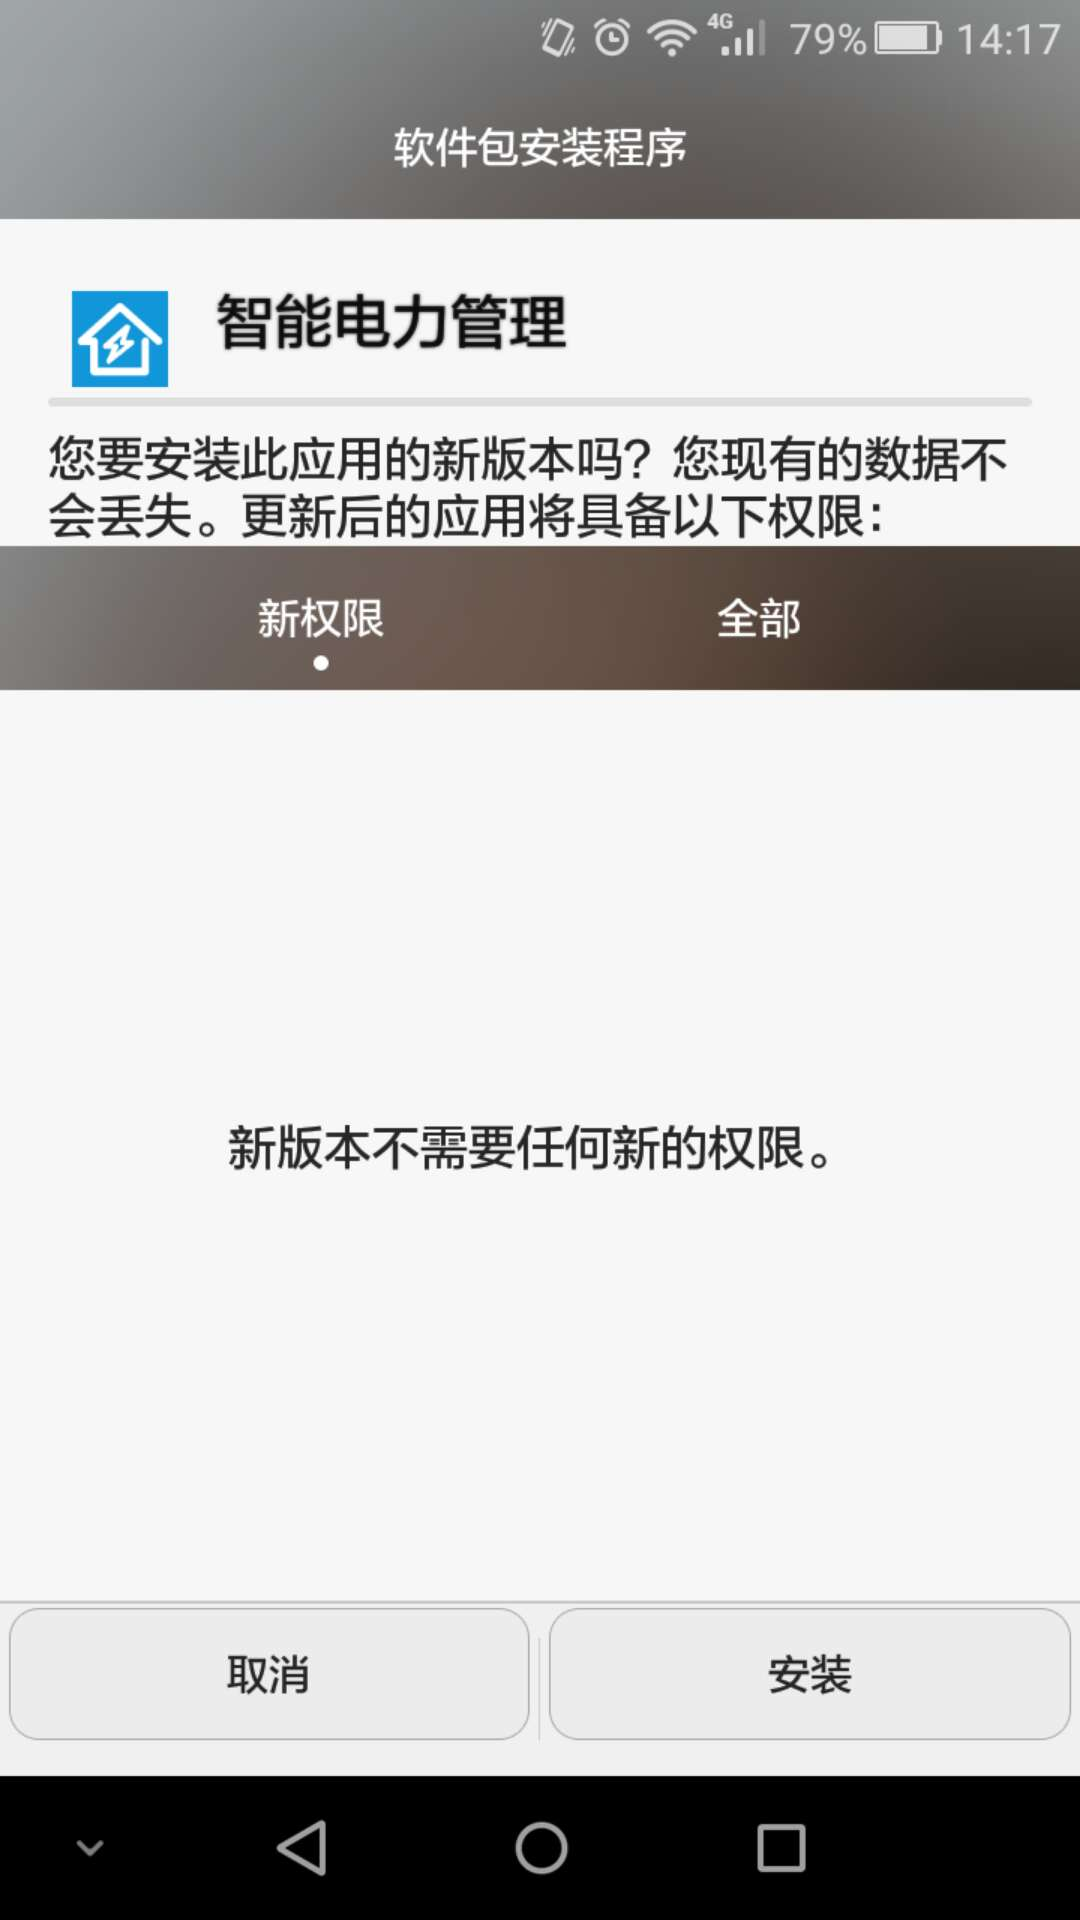 4G 79% 14:17
软件包安装程序
智能电力管理
您要安装此应用的新版本吗？您现有的数据不
会丢失。更新后的应用将具备以下权限：
新权限 全部
新版本不需要任何新的权限。
取消 安装